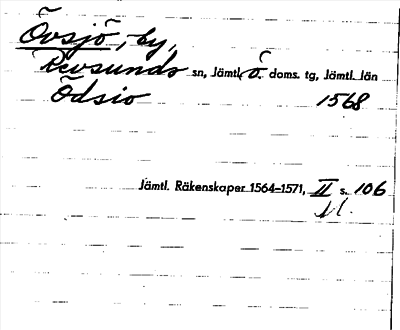 Övsjö, by,
Revsunds sn, Jämtl. ö. doms. tg, Jämtl. län
Ödsio 1568
Jämtl. Räkenskaper 1564–1571, II s. 106